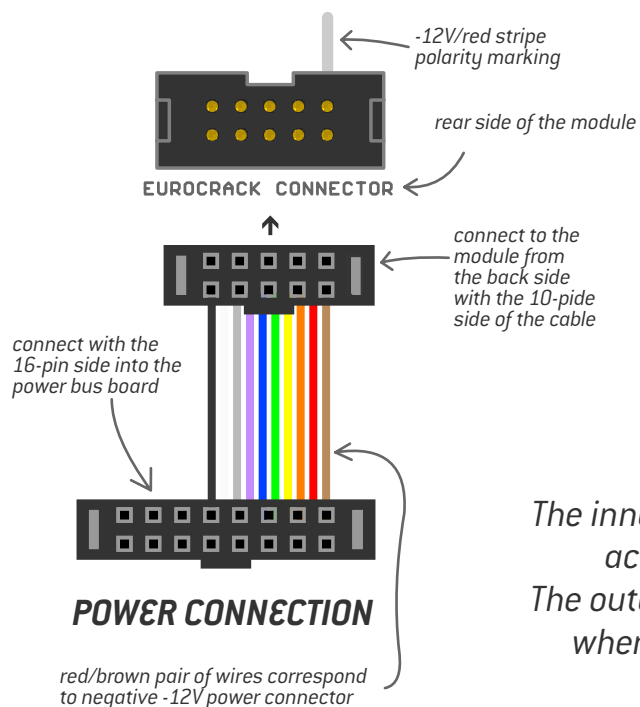 -12V/red stripe
polarity marking
rear side of the module
EUROCRACK CONNECTOR
connect to the
module from
the back side
with the 10-pide
side of the cable
connect with the
16-pin side into the
power bus board
The inn
ac
The out
when
POWER CONNECTION
red/brown pair of wires correspond
to negative -12V power connector